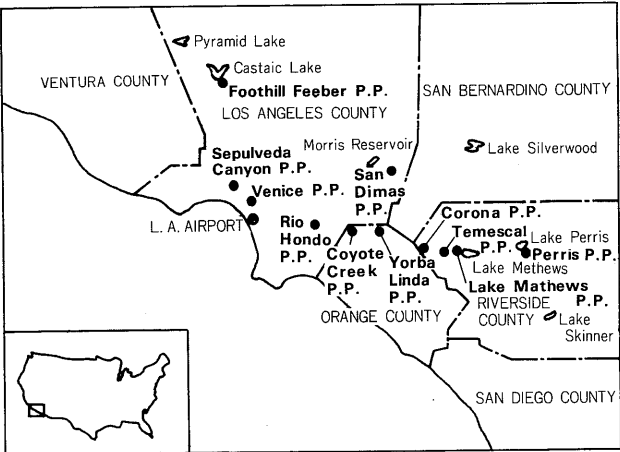 Pyramid Lake
Castaic Lake
VENTURA COUNTY
Foothill Feeber P.P.
SAN BERNARDINO COUNTY
LOS ANGELES COUNTY
Morris Reservoir
Lake Silverwood
Sepulveda
Canyon P.P.
San
Dimas
P.P.
Venice P.P.
L. A. AIRPORT
Rio
Hondo
P.P.
Coyote
Creek
P.P.
Yorba
Linda
P.P.
Corona P.P.
Temescal
P.P.
Lake Perris
Perris P.P.
Lake Methews
Lake Mathews
P.P.
RIVERSIDE
COUNTY
Lake
Skinner
ORANGE COUNTY
SAN DIEGO COUNTY